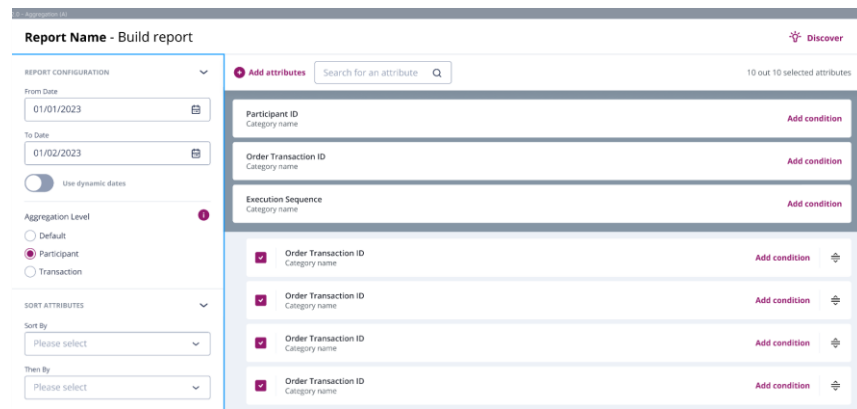 2.0 - Aggregation (A)
Report Name - Build report
Discover
REPORT CONFIGURATION
From Date
01/01/2023
To Date
01/02/2023
Use dynamic dates
Aggregation Level
Default
Participant
Transaction
SORT ATTRIBUTES
Sort By
Please select
Then By
Please select
Add attributes
Search for an attribute
10 out 10 selected attributes
Participant ID
Category name
Add condition
Order Transaction ID
Category name
Add condition
Execution Sequence
Category name
Add condition
Order Transaction ID
Category name
Add condition
Order Transaction ID
Category name
Add condition
Order Transaction ID
Category name
Add condition
Order Transaction ID
Category name
Add condition